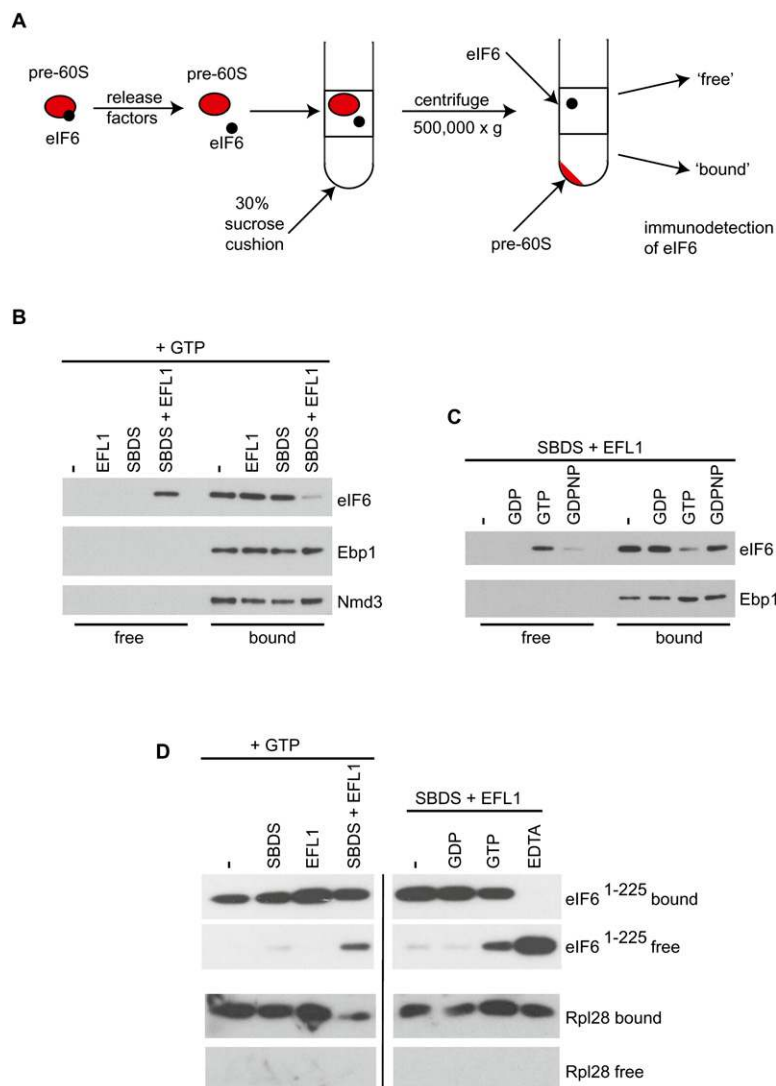 A
pre-60S
eIF6
release
factors
pre-60S
eIF6
30%
sucrose
cushion
centrifuge
500,000 x g
eIF6
pre-60S
'free'
'bound'
immunodetection
of eIF6
B
+ GTP
- EFL1 SBDS SBDS + EFL1 - EFL1 SBDS SBDS + EFL1
eIF6
Ebp1
Nmd3
free bound
C
SBDS + EFL1
- GDP GTP GDPNP - GDP GTP GDPNP
eIF6
Ebp1
free bound
D
+ GTP
- SBDS EFL1 SBDS + EFL1
SBDS + EFL1
- GDP GTP EDTA
eIF6 1-225 bound
eIF6 1-225 free
Rpl28 bound
Rpl28 free